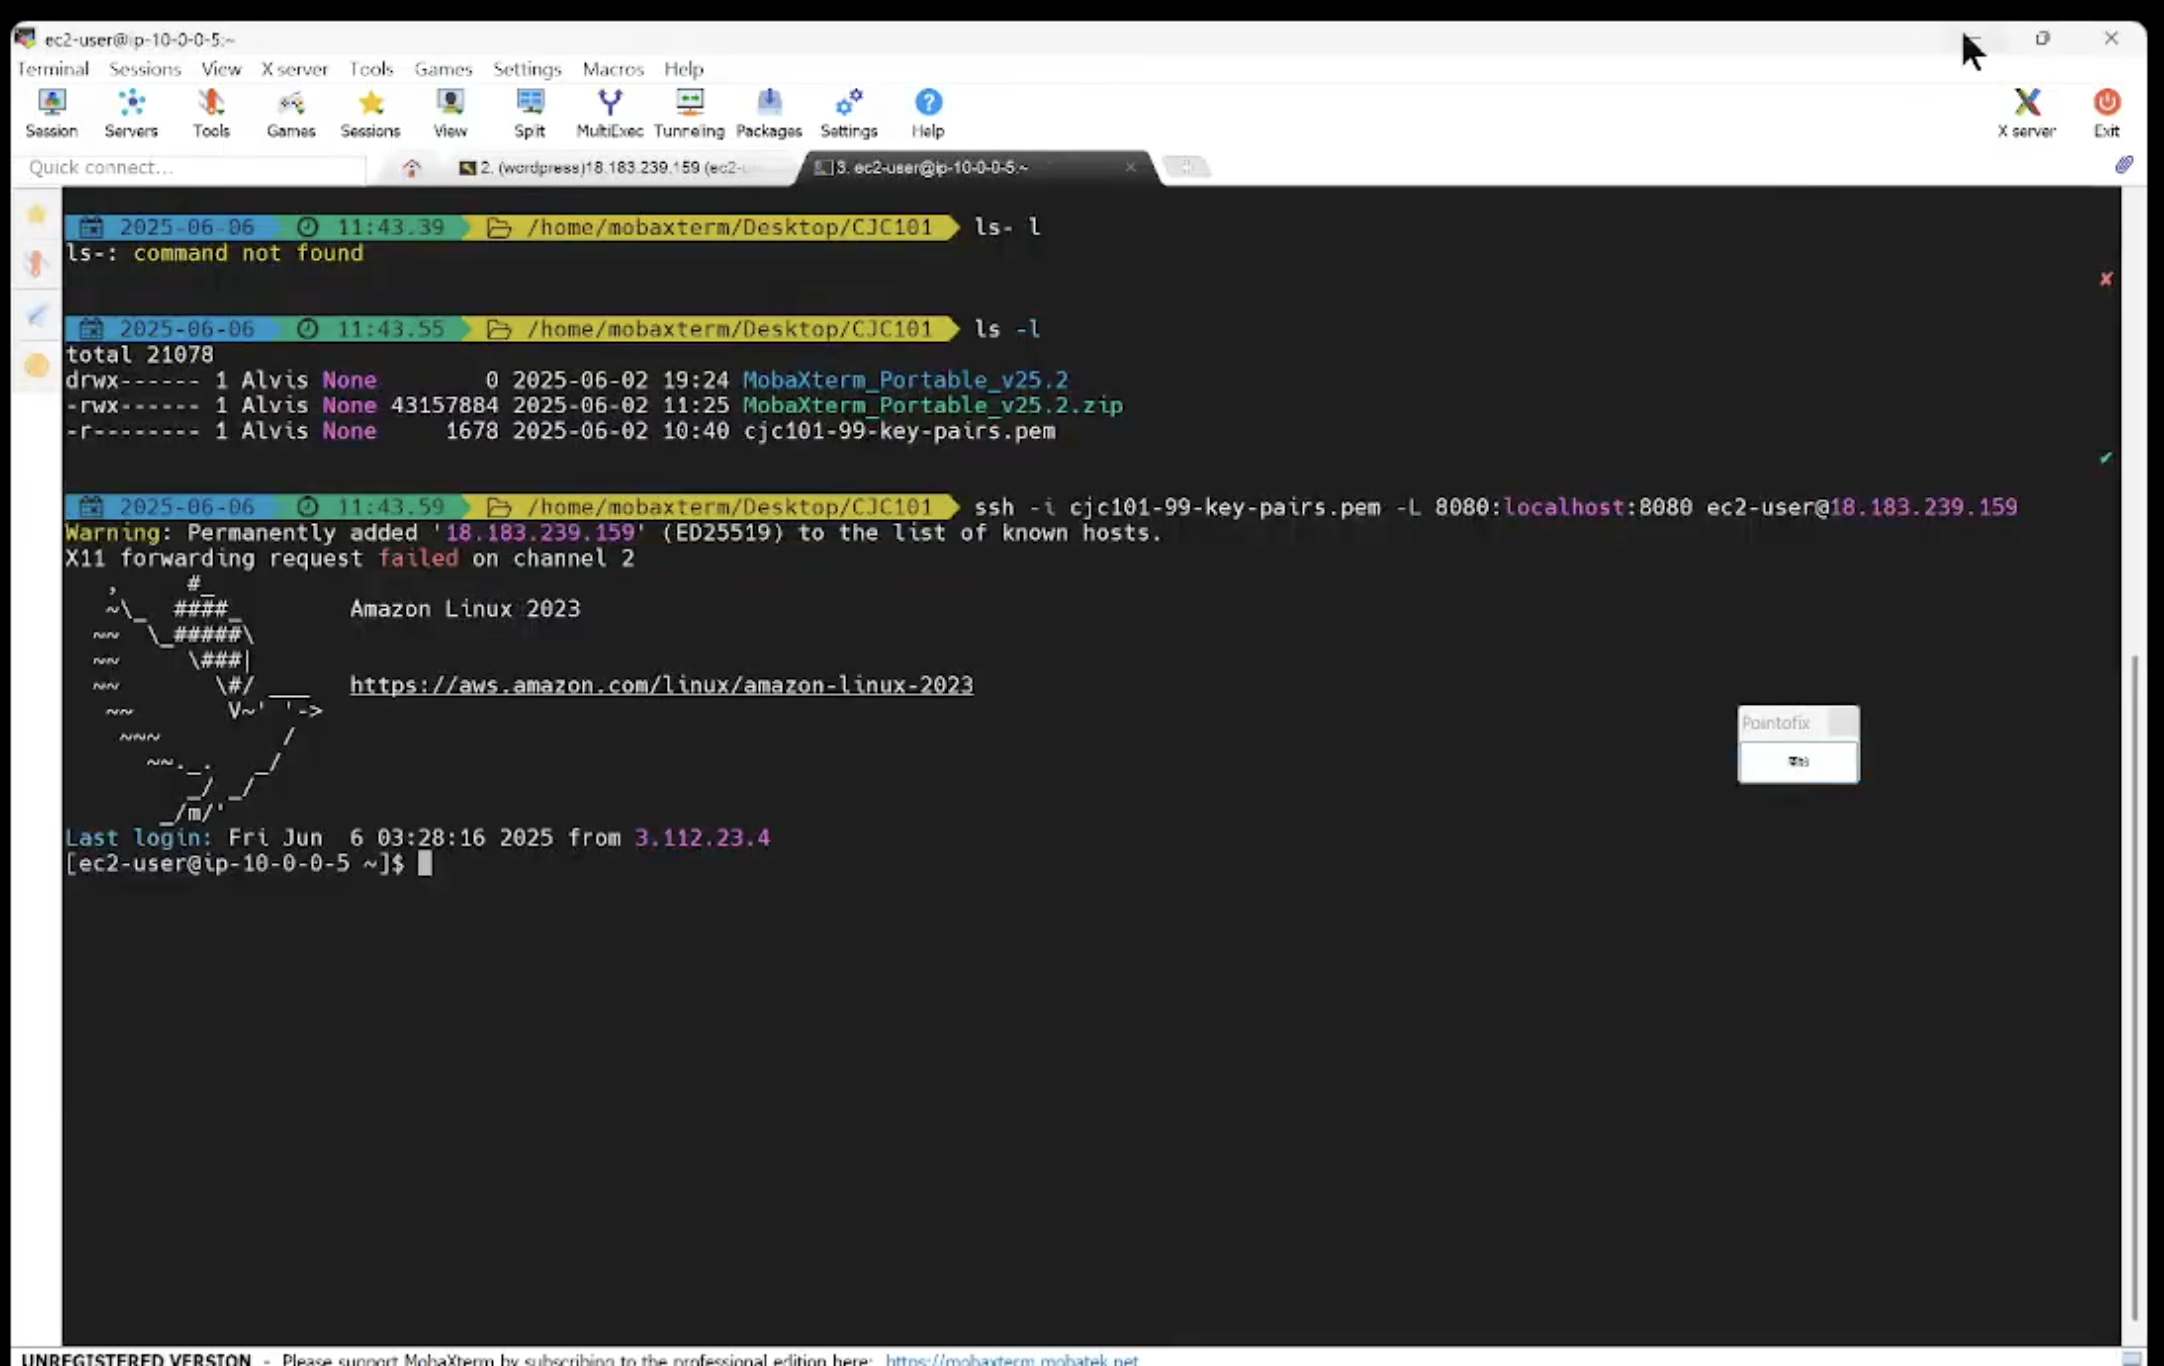 ec2-user@ip-10-0-0-5:~
Terminal Sessions View X server Tools Games Settings Macros Help
Session Servers Tools Games Sessions View Split MultiExec Tunneling Packages Settings Help X server Exit
Quick connect... 2. (wordpress)18.183.239.159 (ec2-u 3. ec2-user@ip-10-0-0-5:~
2025-06-06 11:43.39 /home/mobaxterm/Desktop/CJC101 ls- l
ls-: command not found
2025-06-06 11:43.55 /home/mobaxterm/Desktop/CJC101 ls -l
total 21078
drwx------ 1 Alvis None 0 2025-06-02 19:24 MobaXterm_Portable_v25.2
-rwx------ 1 Alvis None 43157884 2025-06-02 11:25 MobaXterm_Portable_v25.2.zip
-r-------- 1 Alvis None 1678 2025-06-02 10:40 cjc101-99-key-pairs.pem
2025-06-06 11:43.59 /home/mobaxterm/Desktop/CJC101 ssh -i cjc101-99-key-pairs.pem -L 8080:localhost:8080 ec2-user@18.183.239.159
Warning: Permanently added '18.183.239.159' (ED25519) to the list of known hosts.
X11 forwarding request failed on channel 2
   ,     #_
   ~\_  ####_        Amazon Linux 2023
  ~~  \_#####\
  ~~     \###|
  ~~       \#/ ___   https://aws.amazon.com/linux/amazon-linux-2023
   ~~       V~' '->
    ~~~         /
      ~~._.   _/
         _/ _/
       _/m/'
Last login: Fri Jun  6 03:28:16 2025 from 3.112.23.4
[ec2-user@ip-10-0-0-5 ~]$
Pointofix
UNREGISTERED VERSION - Please support MobaXterm by subscribing to the professional edition here: https://mobaxterm.mobatek.net